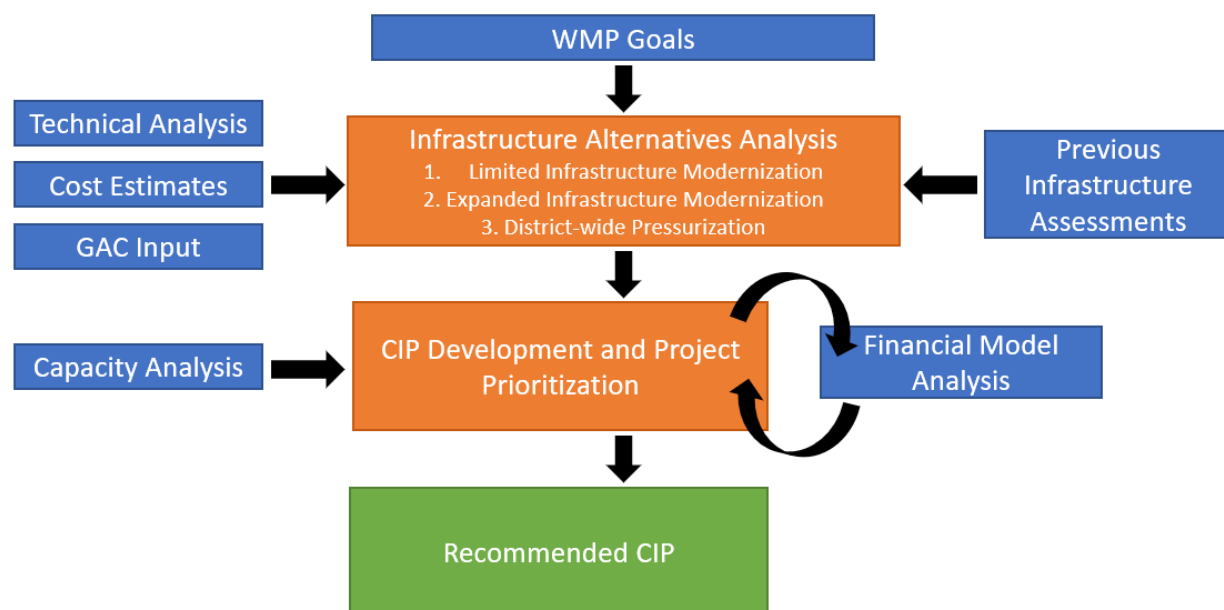 WMP Goals
Technical Analysis
Cost Estimates
GAC Input
Infrastructure Alternatives Analysis
1. Limited Infrastructure Modernization
2. Expanded Infrastructure Modernization
3. District-wide Pressurization
Previous
Infrastructure
Assessments
Capacity Analysis
CIP Development and Project
Prioritization
Financial Model
Analysis
Recommended CIP